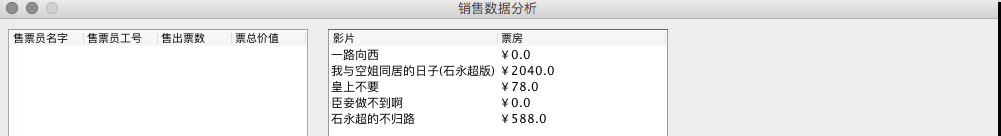 销售数据分析
售票员名字 售票员工号 售出票数 票总价值
影片 票房
一路向西 ￥0.0
我与空姐同居的日子(石永超版) ￥2040.0
皇上不要 ￥78.0
臣妾做不到啊 ￥0.0
石永超的不归路 ￥588.0